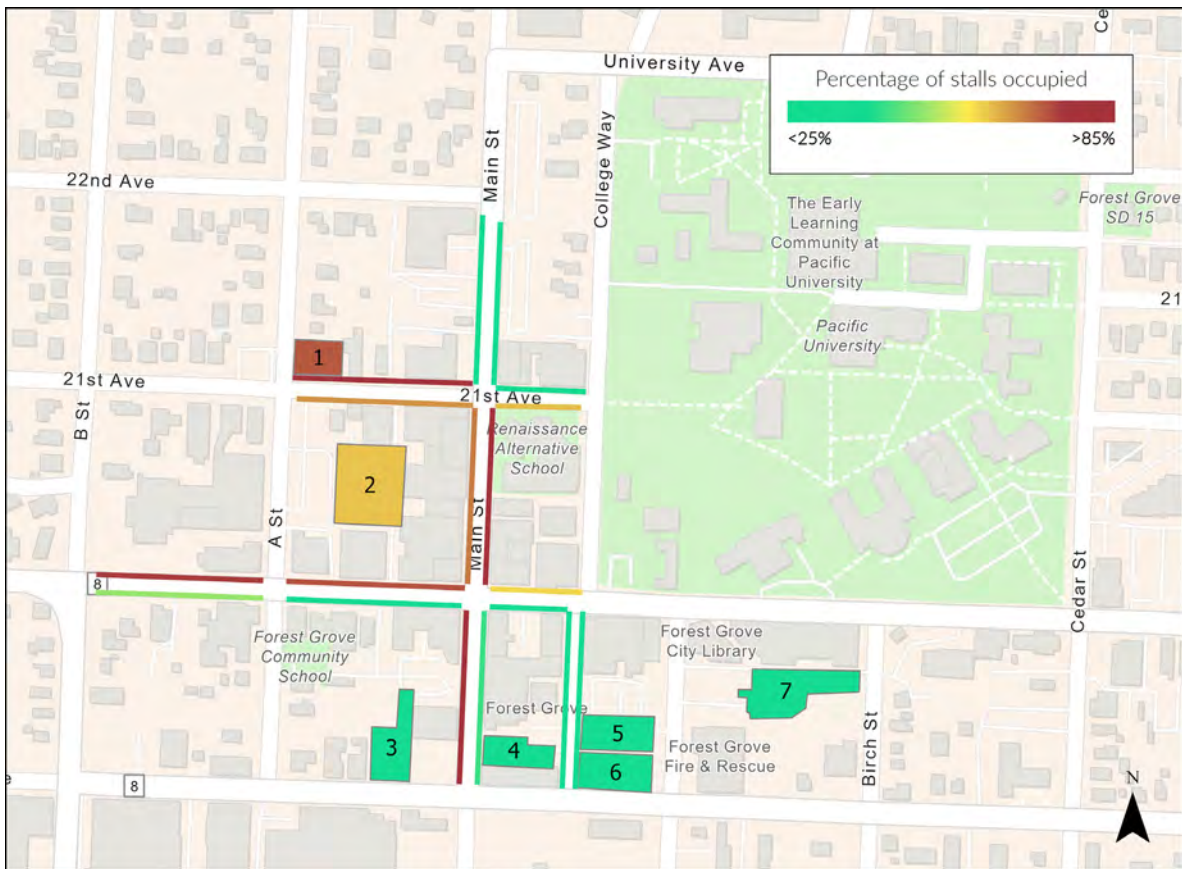 Ce
University Ave
Percentage of stalls occupied
<25%
>85%
Main St
College Way
22nd Ave
The Early
Learning
Community at
Pacific
University
Forest Grove
SD 15
21
Pacific
University
1
21st Ave
21st Ave
B St
Renaissance
Alternative
School
2
A St
Main St
8
Cedar St
Forest Grove
Community
School
Forest Grove
City Library
7
Forest Grove
3
4
5
6
Forest Grove
Fire & Rescue
Birch St
e
8
N